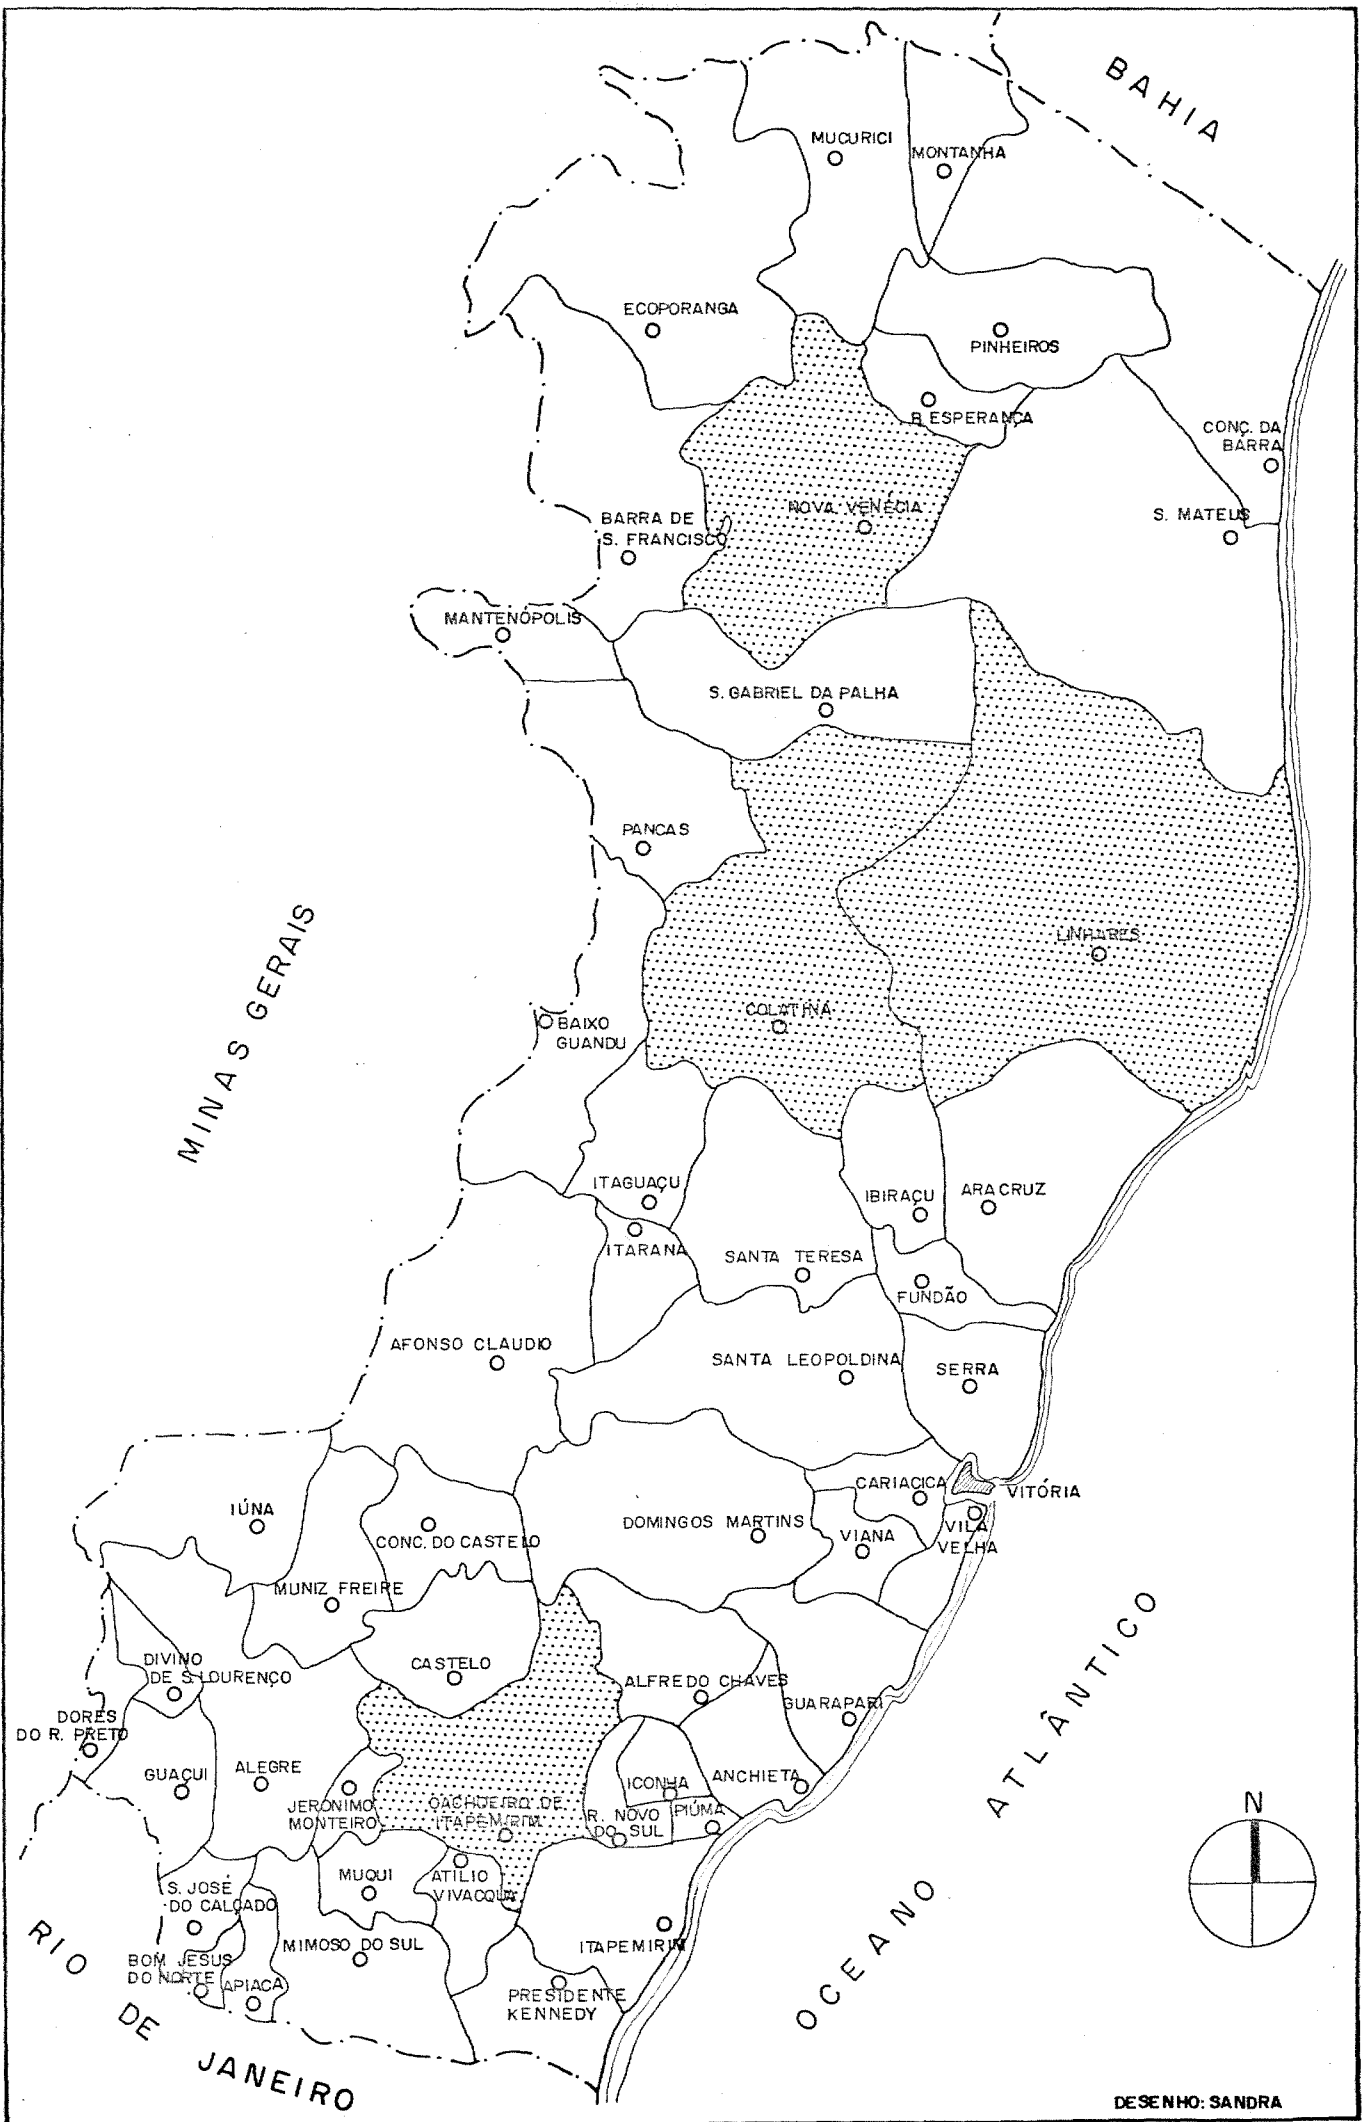 BAHIA
MUCURICI
MONTANHA
ECOPORANGA
PINHEIROS
B. ESPERANÇA
CONÇ. DA
BARRA
NOVA VENÉCIA
BARRA DE
S. FRANCISCO
S. MATEUS
MANTENÓPOLIS
S. GABRIEL DA PALHA
PANCAS
LINHARES
MINAS GERAIS
COLATINA
BAIXO
GUANDU
ITAGUAÇU
IBIRAÇU
ARACRUZ
ITARANA
SANTA TERESA
FUNDÃO
AFONSO CLAUDIO
SANTA LEOPOLDINA
SERRA
CARIACICA
VITÓRIA
IÚNA
CONC. DO CASTELO
DOMINGOS MARTINS
VIANA
VILA
VELHA
MUNIZ FREIRE
DIVINO
DE S. LOURENÇO
CASTELO
ALFREDO CHAVES
GUARAPARI
DORES
DO R. PRETO
GUAÇUI
ALEGRE
JERÔNIMO
MONTEIRO
CACHOEIRO DE
ITAPEMIRIM
ICONHA
ANCHIETA
R. NOVO
DO SUL
PIÚMA
OCEANO ATLÂNTICO
N
MUQUI
ATÍLIO
VIVACQUA
S. JOSÉ
DO CALÇADO
MIMOSO DO SUL
ITAPEMIRIM
BOM JESUS
DO NORTE
APIACÁ
PRESIDENTE
KENNEDY
RIO DE JANEIRO
DESENHO: SANDRA